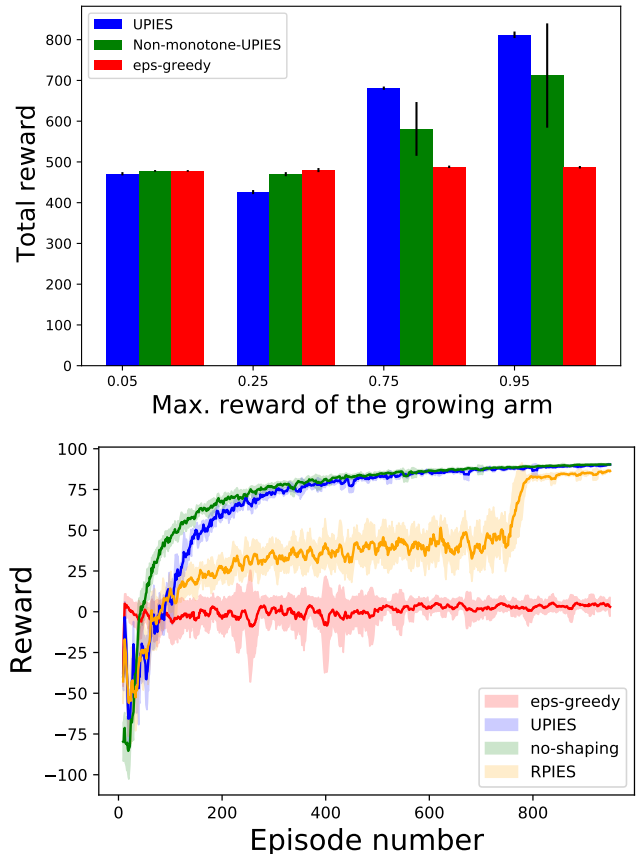 UPIES
Non-monotone-UPIES
eps-greedy
Total reward
800
700
600
500
400
300
200
100
0
0.05 0.25 0.75 0.95
Max. reward of the growing arm
Reward
100
75
50
25
0
−25
−50
−75
−100
eps-greedy
UPIES
no-shaping
RPIES
0 200 400 600 800
Episode number